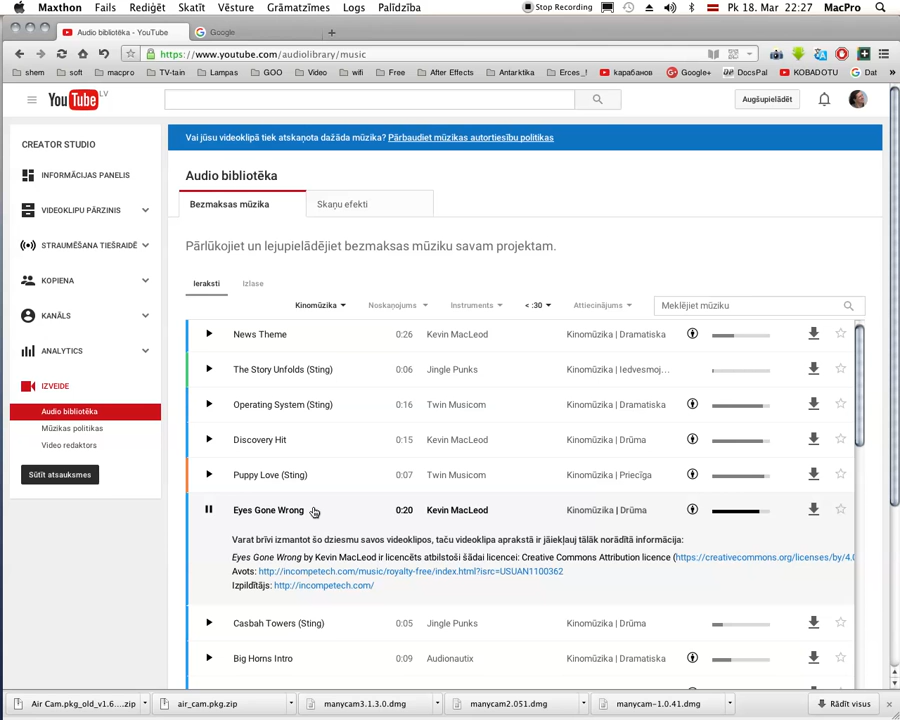 Maxthon Fails Rediģēt Skatīt Vēsture Grāmatzīmes Logs Palīdzība Stop Recording Pk 18. Mar 22:27 MacPro
Audio bibliotēka - YouTube Google
https://www.youtube.com/audiolibrary/music
shem soft macpro TV-tain Lampas GOO Video wifi Free After Effects Antarktika Erces_! карабанов Google+ DocsPal KOBADOTU Dat »
YouTube LV Augšupielādēt
CREATOR STUDIO
INFORMĀCIJAS PANELIS
VIDEOKLIPU PĀRZINIS
STRAUMĒŠANA TIEŠRAIDĒ
KOPIENA
KANĀLS
ANALYTICS
IZVEIDE
Audio bibliotēka
Mūzikas politikas
Video redaktors
Sūtīt atsauksmes
Vai jūsu videoklipā tiek atskaņota dažāda mūzika? Pārbaudiet mūzikas autortiesību politikas
Audio bibliotēka
Bezmaksas mūzika Skaņu efekti
Pārlūkojiet un lejupielādējiet bezmaksas mūziku savam projektam.
Ieraksti Izlase
Kinomūzika Noskaņojums Instruments < :30 Attiecinājums Meklējiet mūziku
News Theme 0:26 Kevin MacLeod Kinomūzika | Dramatiska
The Story Unfolds (Sting) 0:06 Jingle Punks Kinomūzika | Iedvesmoj...
Operating System (Sting) 0:16 Twin Musicom Kinomūzika | Dramatiska
Discovery Hit 0:15 Kevin MacLeod Kinomūzika | Drūma
Puppy Love (Sting) 0:07 Twin Musicom Kinomūzika | Priecīga
Eyes Gone Wrong 0:20 Kevin MacLeod Kinomūzika | Drūma
Varat brīvi izmantot šo dziesmu savos videoklipos, taču videoklipa aprakstā ir jāiekļauj tālāk norādītā informācija:
Eyes Gone Wrong by Kevin MacLeod ir licencēts atbilstoši šādai licencei: Creative Commons Attribution licence (https://creativecommons.org/licenses/by/4.0
Avots: http://incompetech.com/music/royalty-free/index.html?isrc=USUAN1100362
Izpildītājs: http://incompetech.com/
Casbah Towers (Sting) 0:05 Jingle Punks Kinomūzika | Drūma
Big Horns Intro 0:09 Audionautix Kinomūzika | Dramatiska
Air Cam.pkg_old_v1.6....zip air_cam.pkg.zip manycam3.1.3.0.dmg manycam2.051.dmg manycam-1.0.41.dmg Rādīt visus